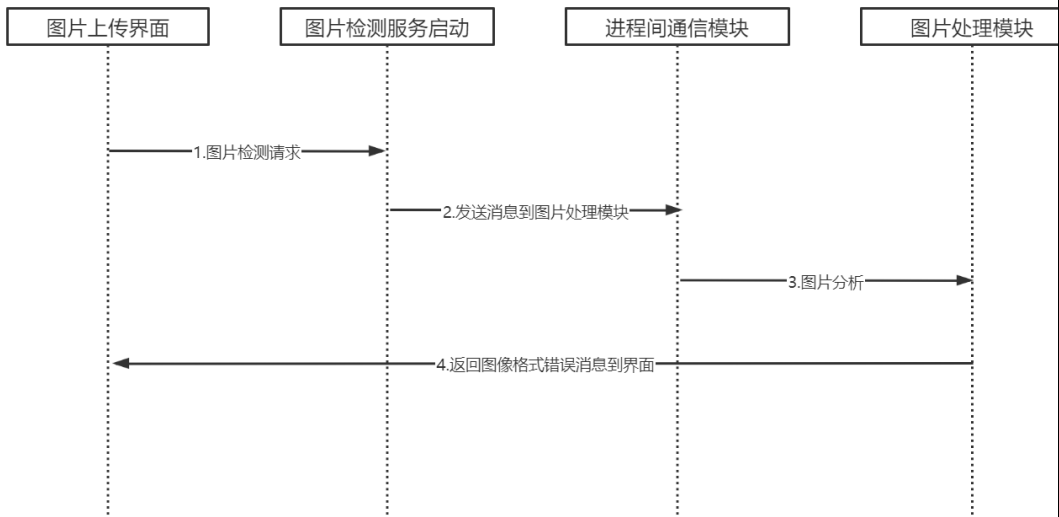 图片上传界面
图片检测服务启动
进程间通信模块
图片处理模块
1.图片检测请求
2.发送消息到图片处理模块
3.图片分析
4.返回图像格式错误消息到界面